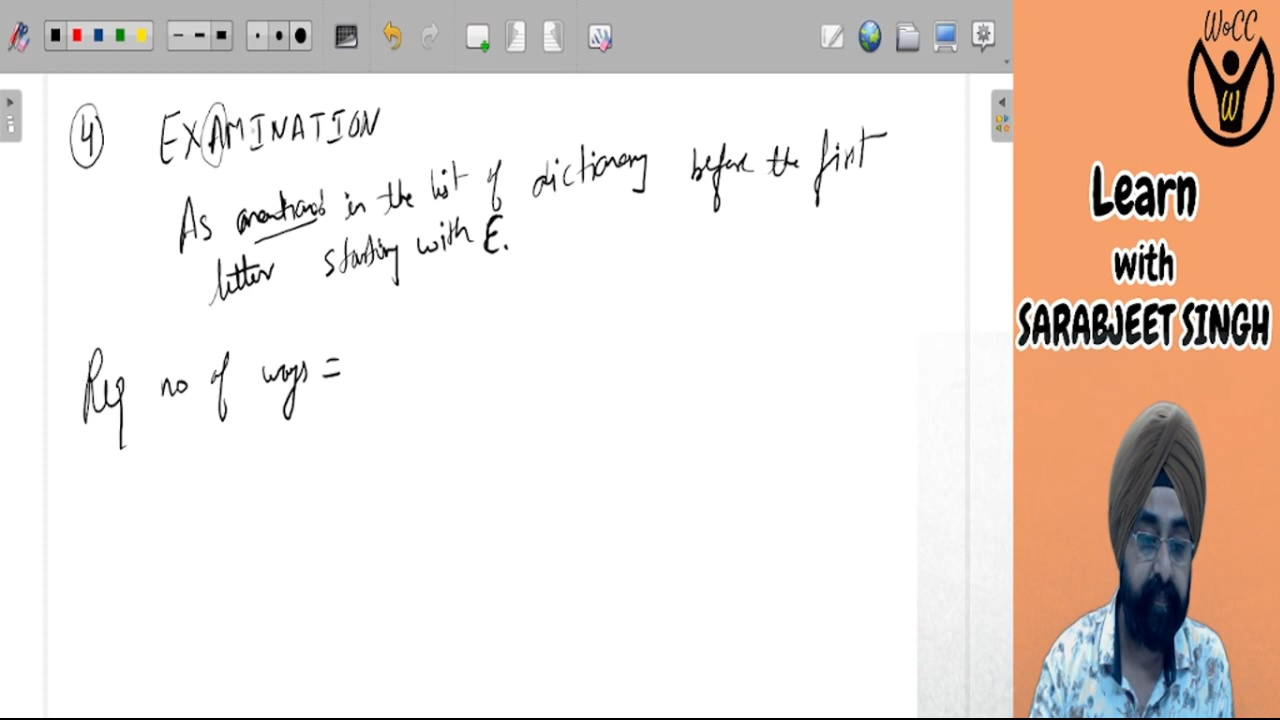 4 EXAMINATION
As mentioned in the list of dictionary before the first
letter starting with E.
Req no of ways =
WOCC
W
Learn
with
SARABJEET SINGH